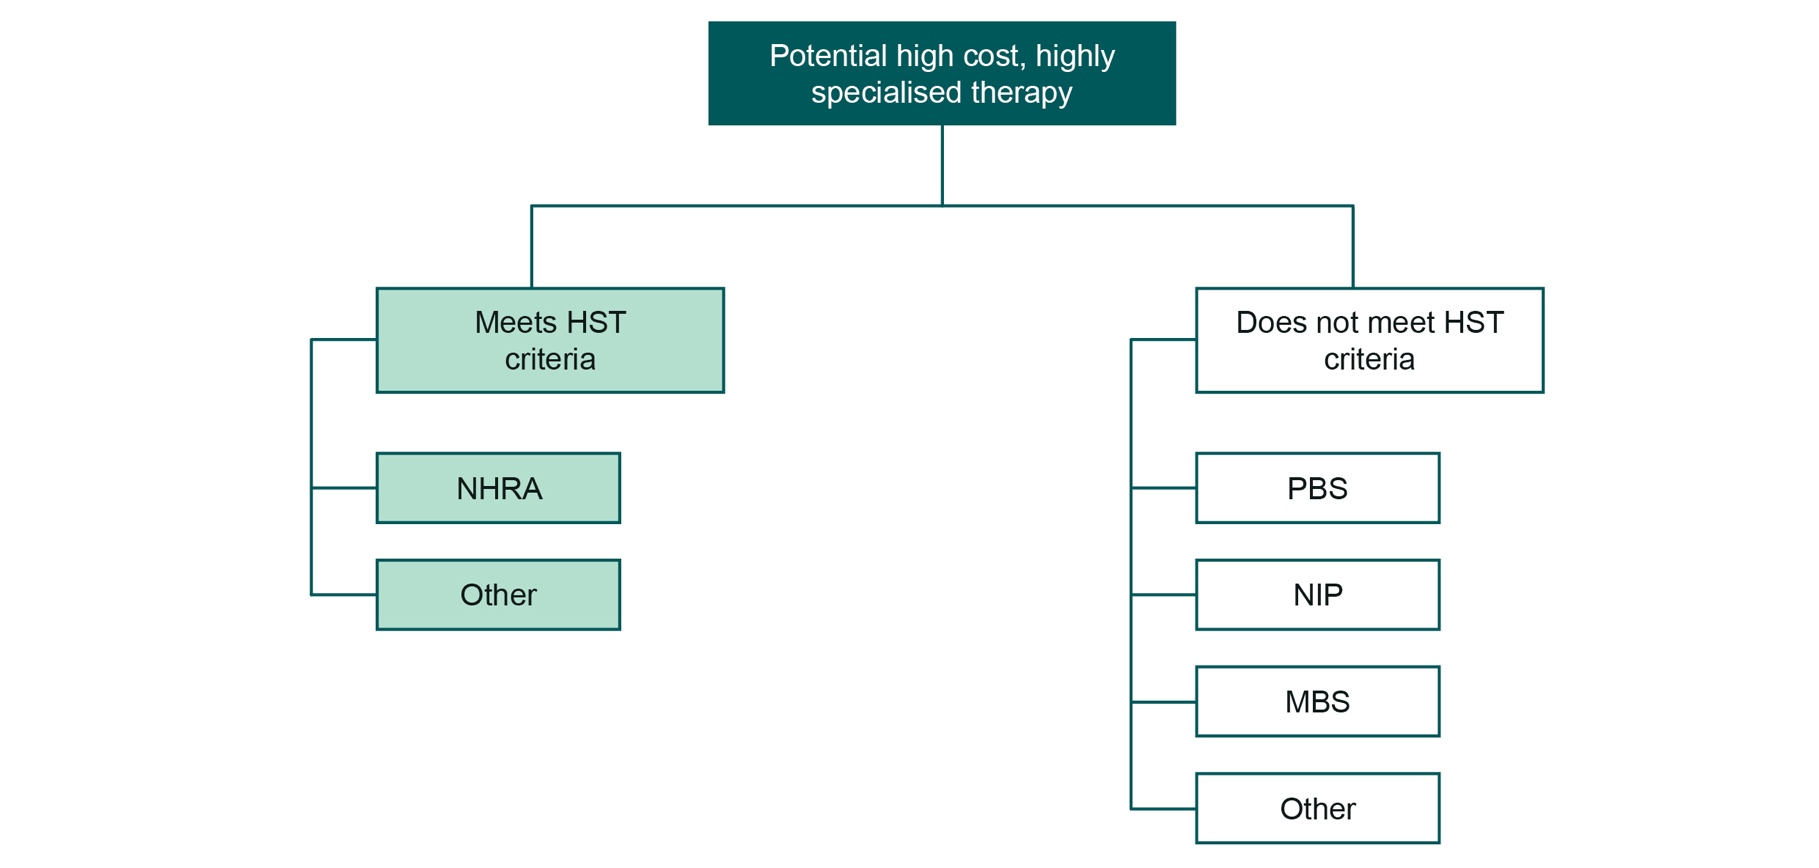 Potential high cost, highly
specialised therapy
Meets HST
criteria
NHRA
Other
Does not meet HST
criteria
PBS
NIP
MBS
Other